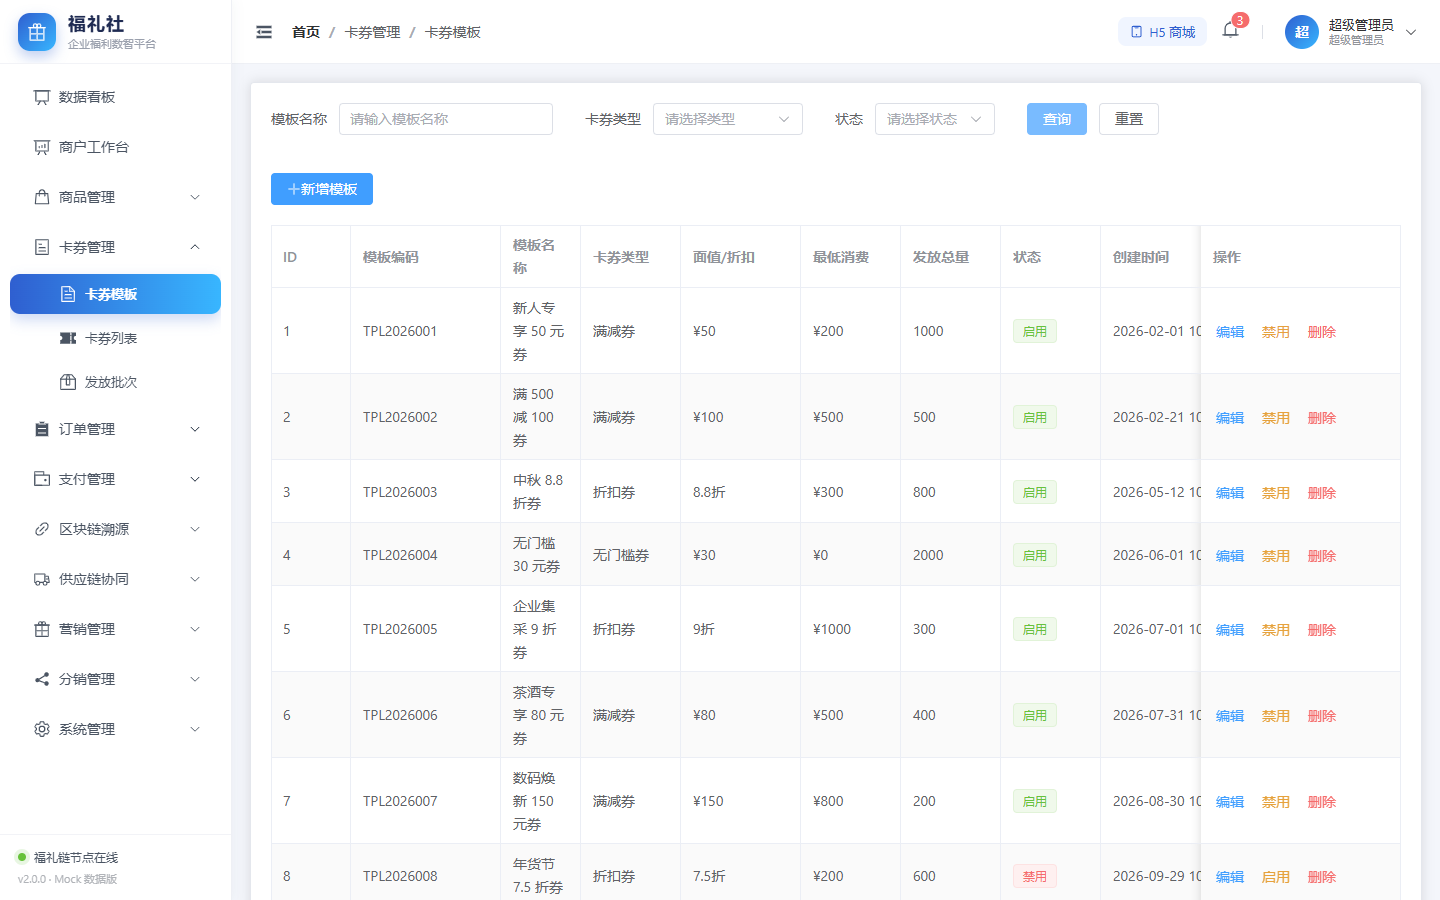 福礼社
企业福利数智平台
数据看板
商户工作台
商品管理
卡券管理
卡券模板
卡券列表
发放批次
订单管理
支付管理
区块链溯源
供应链协同
营销管理
分销管理
系统管理
福礼链节点在线
v2.0.0 · Mock 数据版
首页 / 卡券管理 / 卡券模板
H5 商城
3
超
超级管理员
超级管理员
模板名称 请输入模板名称 卡券类型 请选择类型 状态 请选择状态 查询 重置
新增模板
ID 模板编码 模板名称 卡券类型 面值/折扣 最低消费 发放总量 状态 创建时间 操作
1 TPL2026001 新人专享 50 元券 满减券 ¥50 ¥200 1000 启用 2026-02-01 10 编辑 禁用 删除
2 TPL2026002 满 500 减 100 券 满减券 ¥100 ¥500 500 启用 2026-02-21 10 编辑 禁用 删除
3 TPL2026003 中秋 8.8 折券 折扣券 8.8折 ¥300 800 启用 2026-05-12 10 编辑 禁用 删除
4 TPL2026004 无门槛 30 元券 无门槛券 ¥30 ¥0 2000 启用 2026-06-01 10 编辑 禁用 删除
5 TPL2026005 企业集采 9 折券 折扣券 9折 ¥1000 300 启用 2026-07-01 10 编辑 禁用 删除
6 TPL2026006 茶酒专享 80 元券 满减券 ¥80 ¥500 400 启用 2026-07-31 10 编辑 禁用 删除
7 TPL2026007 数码焕新 150 元券 满减券 ¥150 ¥800 200 启用 2026-08-30 10 编辑 禁用 删除
8 TPL2026008 年货节 7.5 折券 折扣券 7.5折 ¥200 600 禁用 2026-09-29 10 编辑 启用 删除